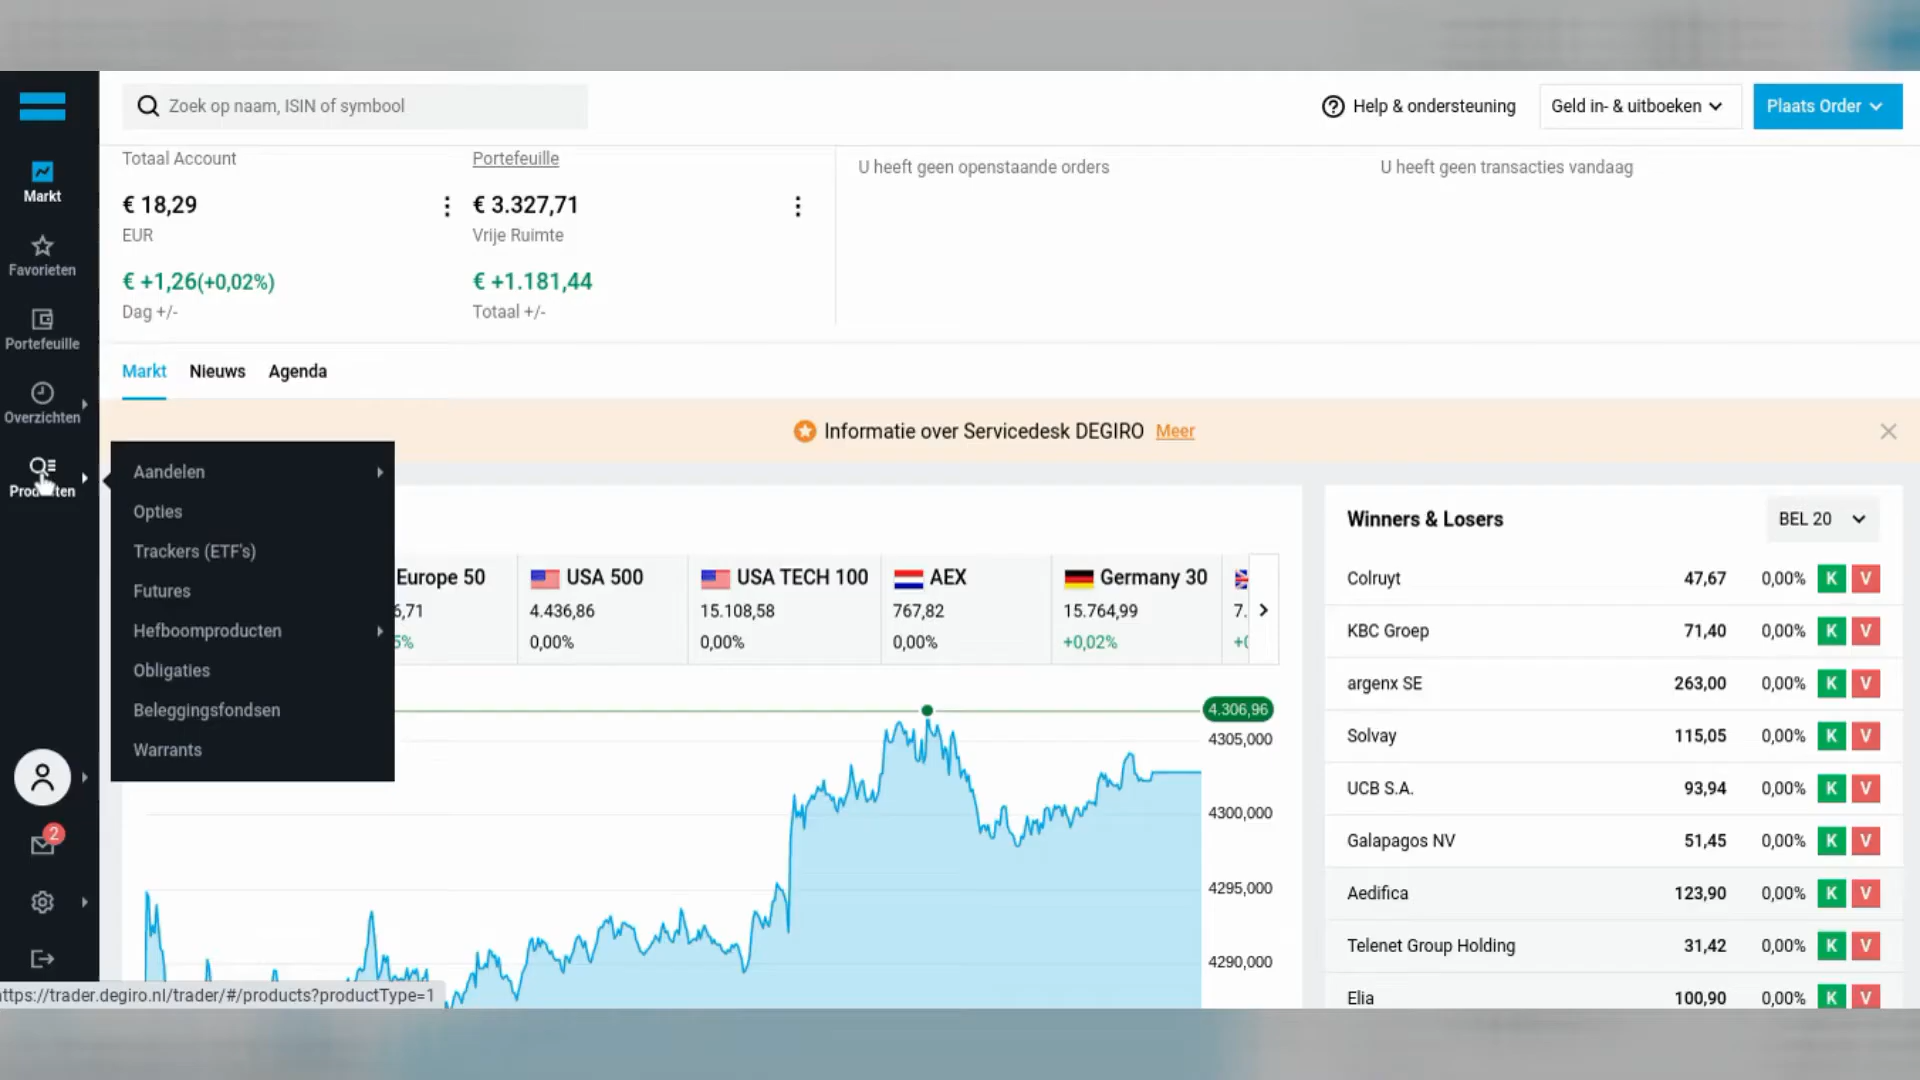 Zoek op naam, ISIN of symbool
Help & ondersteuning
Geld in- & uitboeken
Plaats Order
Markt
Favorieten
Portefeuille
Overzichten
Producten
2
Totaal Account
€ 18,29
EUR
€ +1,26(+0,02%)
Dag +/-
Portefeuille
€ 3.327,71
Vrije Ruimte
€ +1.181,44
Totaal +/-
U heeft geen openstaande orders
U heeft geen transacties vandaag
Markt Nieuws Agenda
Informatie over Servicedesk DEGIRO Meer
Aandelen
Opties
Trackers (ETF's)
Futures
Hefboomproducten
Obligaties
Beleggingsfondsen
Warrants
Europe 50
6,71
5%
USA 500
4.436,86
0,00%
USA TECH 100
15.108,58
0,00%
AEX
767,82
0,00%
Germany 30
15.764,99
+0,02%
7.
4.306,96
4305,000
4300,000
4295,000
4290,000
Winners & Losers
BEL 20
Colruyt 47,67 0,00% K V
KBC Groep 71,40 0,00% K V
argenx SE 263,00 0,00% K V
Solvay 115,05 0,00% K V
UCB S.A. 93,94 0,00% K V
Galapagos NV 51,45 0,00% K V
Aedifica 123,90 0,00% K V
Telenet Group Holding 31,42 0,00% K V
Elia 100,90 0,00% K V
ttps://trader.degiro.nl/trader/#/products?productType=1